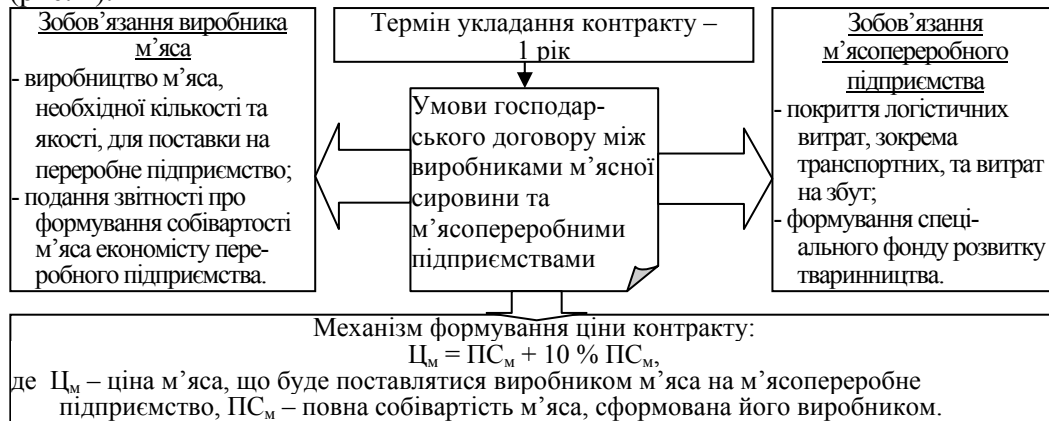 Зобов’язання виробника
м’яса
- виробництво м’яса,
необхідної кількості та
якості, для поставки на
переробне підприємство;
- подання звітності про
формування собівартості
м’яса економісту пере-
робного підприємства.
Термін укладання контракту –
1 рік
Умови господар-
ського договору між
виробниками м’ясної
сировини та
м’ясопереробними
підприємствами
Зобов’язання
м’ясопереробного
підприємства
- покриття логістичних
витрат, зокрема
транспортних, та витрат
на збут;
- формування спеці-
ального фонду розвитку
тваринництва.
Механізм формування ціни контракту:
Цм = ПСм + 10 % ПСм,
де Цм – ціна м’яса, що буде поставлятися виробником м’яса на м’ясопереробне
підприємство, ПСм – повна собівартість м’яса, сформована його виробником.